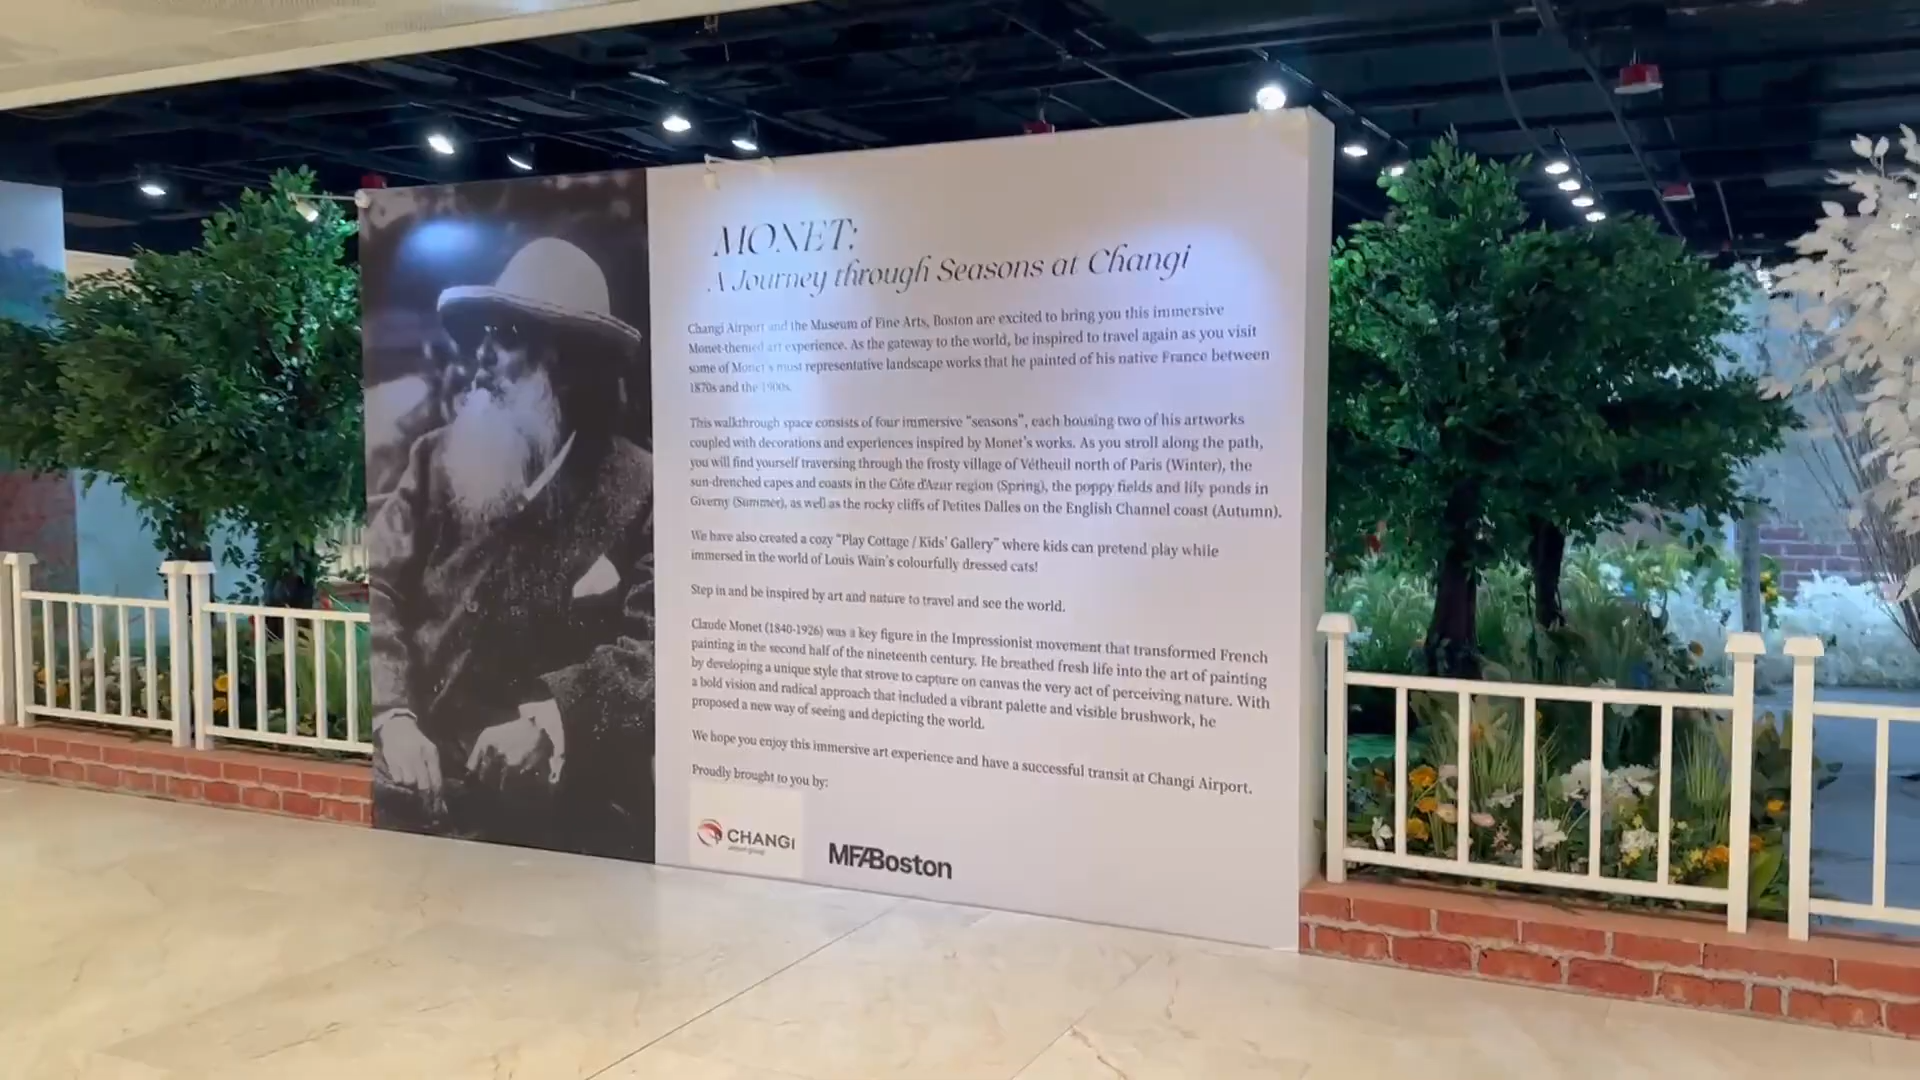 MONET:
A Journey through Seasons at Changi
Changi Airport and the Museum of Fine Arts, Boston are excited to bring you this immersive
Monet-themed art experience. As the gateway to the world, be inspired to travel again as you visit
some of Monet's most representative landscape works that he painted of his native France between
1870s and the 1900s.
This walkthrough space consists of four immersive "seasons", each housing two of his artworks
coupled with decorations and experiences inspired by Monet's works. As you stroll along the path,
you will find yourself traversing through the frosty village of Vétheuil north of Paris (Winter), the
sun-drenched capes and coasts in the Côte d'Azur region (Spring), the poppy fields and lily ponds in
Giverny (Summer), as well as the rocky cliffs of Petites Dalles on the English Channel coast (Autumn).
We have also created a cozy "Play Cottage / Kids' Gallery" where kids can pretend play while
immersed in the world of Louis Wain's colourfully dressed cats!
Step in and be inspired by art and nature to travel and see the world.
Claude Monet (1840-1926) was a key figure in the Impressionist movement that transformed French
painting in the second half of the nineteenth century. He breathed fresh life into the art of painting
by developing a unique style that strove to capture on canvas the very act of perceiving nature. With
a bold vision and radical approach that included a vibrant palette and visible brushwork, he
proposed a new way of seeing and depicting the world.
We hope you enjoy this immersive art experience and have a successful transit at Changi Airport.
Proudly brought to you by:
CHANGI
airport group
MFABoston